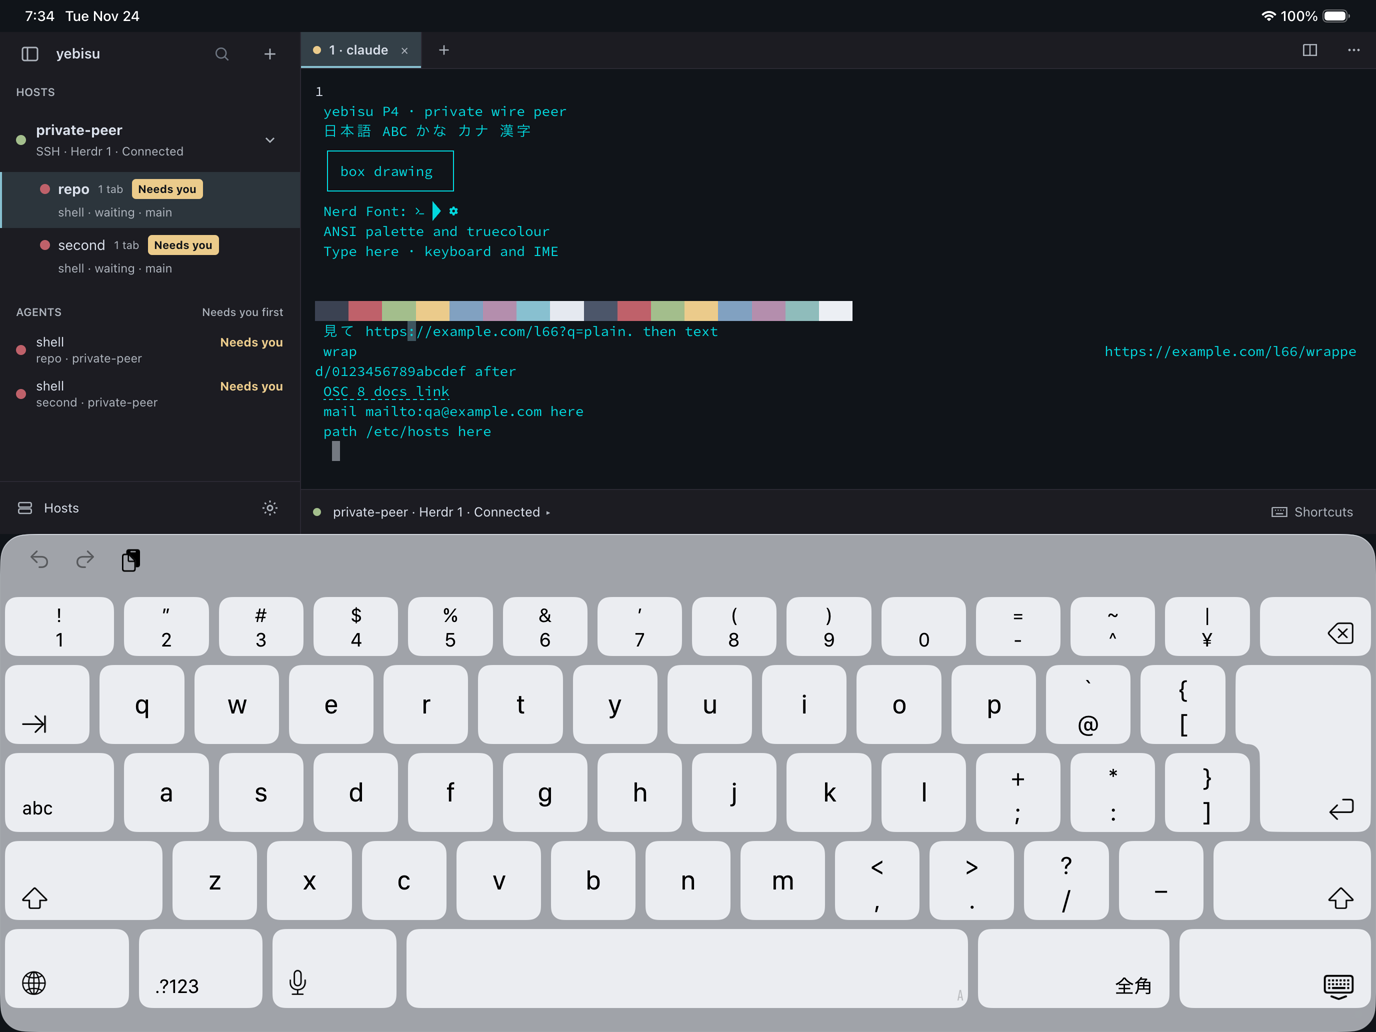 7:34 Tue Nov 24
100%
yebisu
1 · claude ×
HOSTS
private-peer
SSH · Herdr 1 · Connected
repo 1 tab Needs you
shell · waiting · main
second 1 tab Needs you
shell · waiting · main
AGENTS Needs you first
shell Needs you
repo · private-peer
shell Needs you
second · private-peer
Hosts
1
yebisu P4 · private wire peer
日本語 ABC かな カナ 漢字
box drawing
Nerd Font:
ANSI palette and truecolour
Type here · keyboard and IME
見て https://example.com/l66?q=plain. then text
wrap https://example.com/l66/wrappe
d/0123456789abcdef after
OSC 8 docs link
mail mailto:qa@example.com here
path /etc/hosts here
private-peer · Herdr 1 · Connected ▸
Shortcuts
! " # $ % & ' ( ) = ~ |
1 2 3 4 5 6 7 8 9 0 - ^ ¥
q w e r t y u i o p ` @ { [
abc a s d f g h j k l + ; * : } ]
z x c v b n m < , > . ? / _
.?123 A 全角